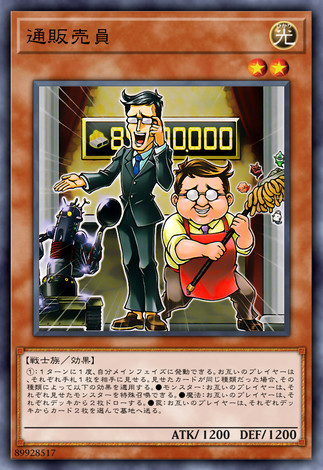 通販売員
光
8 00,000
【戦士族/効果】
①:1ターンに1度、自分メインフェイズに発動できる。お互いのプレイヤーは、
それぞれ手札1枚を相手に見せる。見せたカードが同じ種類だった場合、その
種類によって以下の効果を適用する。●モンスター:お互いのプレイヤーは、そ
れぞれ見せたモンスターを特殊召喚できる。●魔法:お互いのプレイヤーは、そ
れぞれデッキから2枚ドローする。●罠:お互いのプレイヤーは、それぞれデッ
キからカード2枚を選んで墓地へ送る。
ATK/1200 DEF/1200
89928517